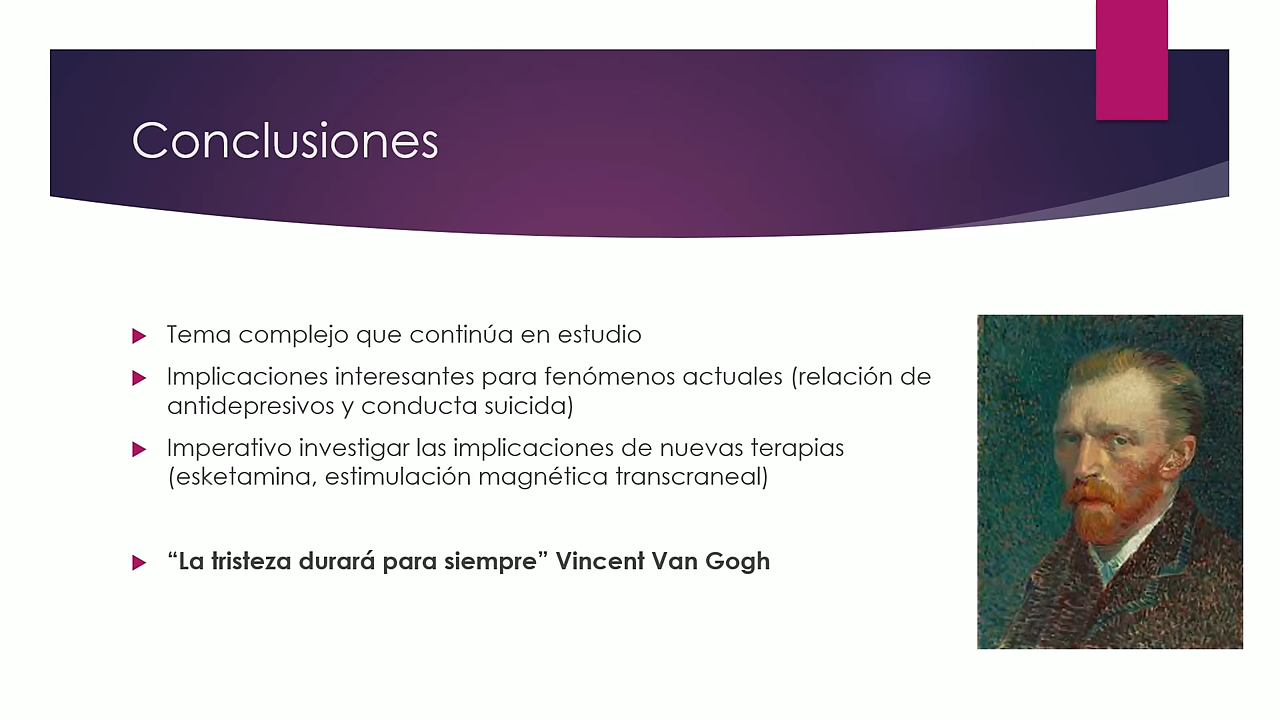 Conclusiones
Tema complejo que continúa en estudio
Implicaciones interesantes para fenómenos actuales (relación de
antidepresivos y conducta suicida)
Imperativo investigar las implicaciones de nuevas terapias
(esketamina, estimulación magnética transcraneal)
“La tristeza durará para siempre” Vincent Van Gogh